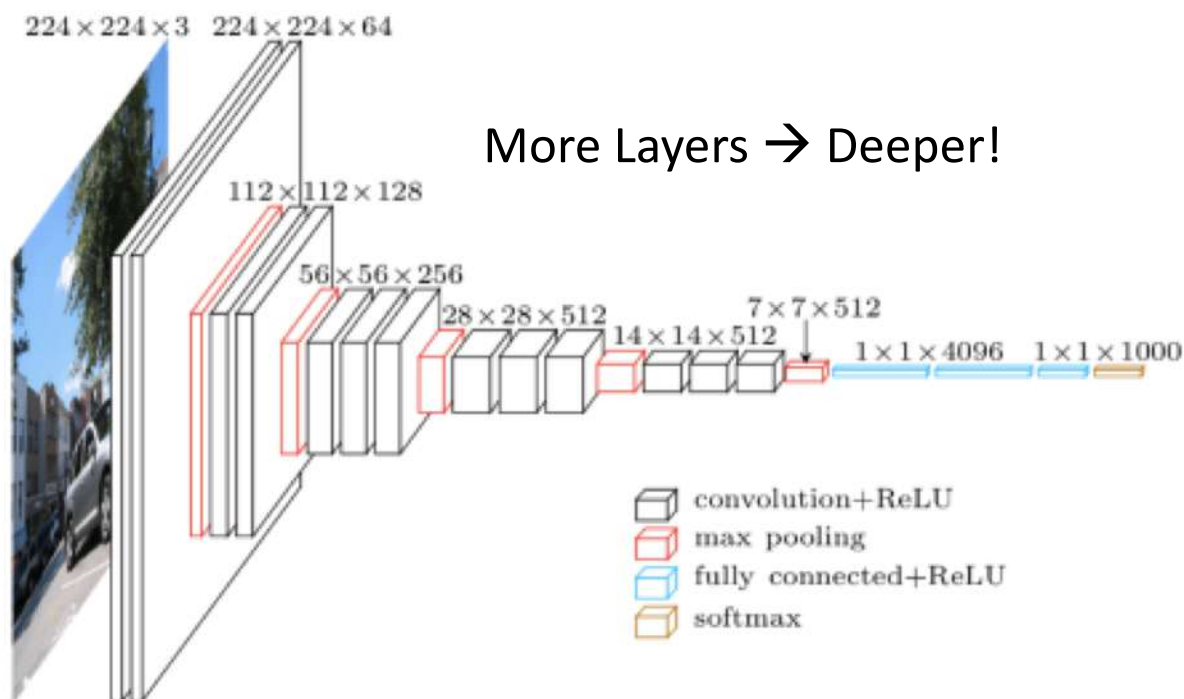 224×224×3
224×224×64
More Layers → Deeper!
112×112×128
56×56×256
28×28×512
14×14×512
7×7×512
1×1×4096
1×1×1000
convolution+ReLU
max pooling
fully connected+ReLU
softmax